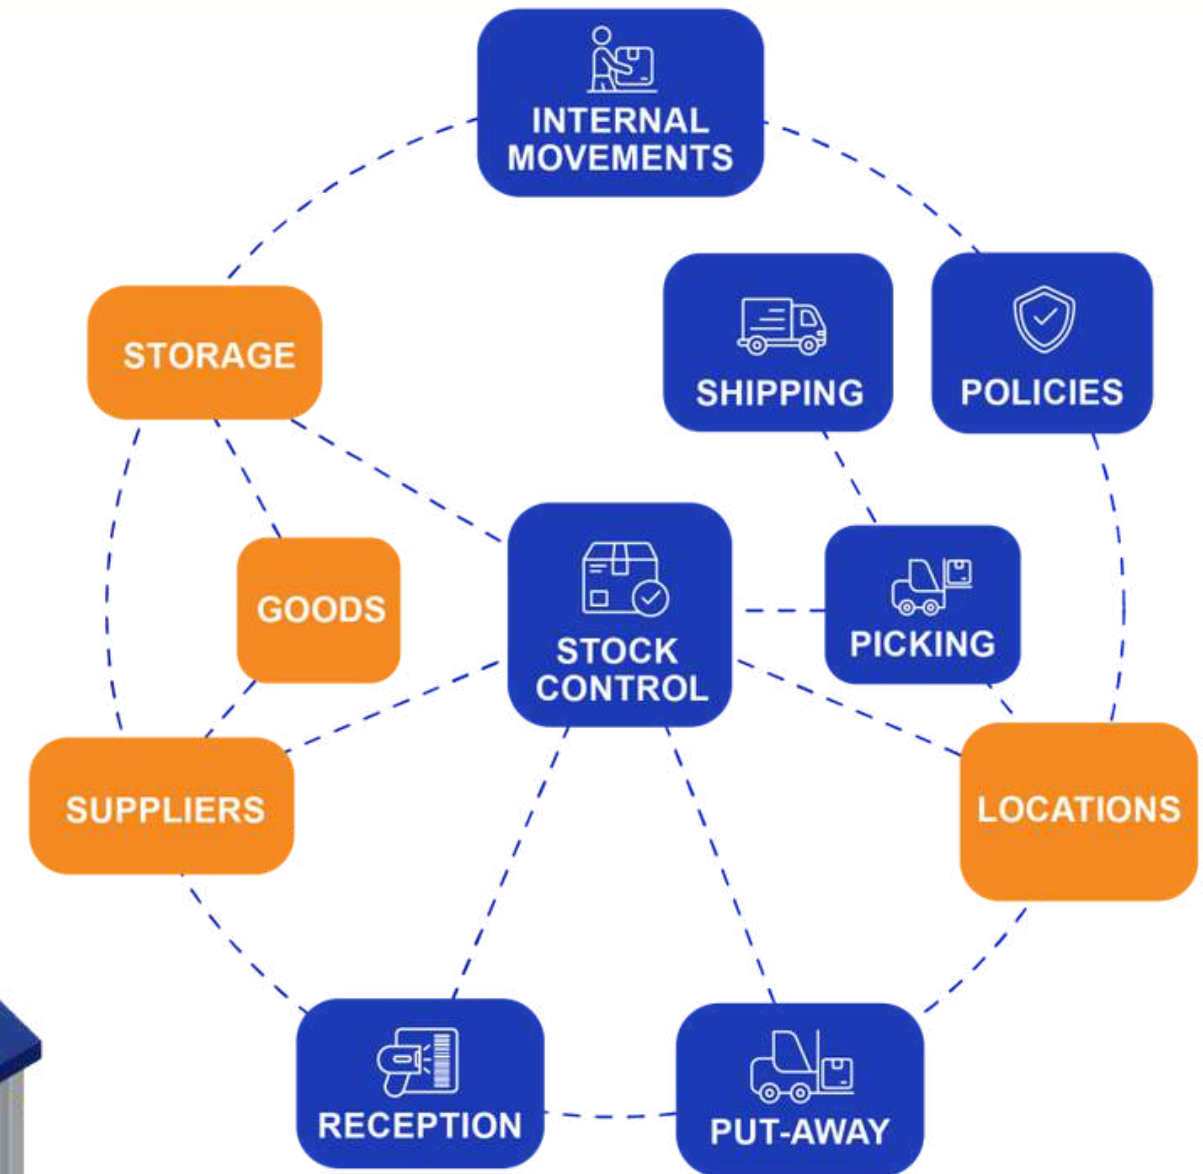 INTERNAL
MOVEMENTS
STORAGE
SHIPPING
POLICIES
GOODS
STOCK
CONTROL
PICKING
SUPPLIERS
LOCATIONS
RECEPTION
PUT-AWAY